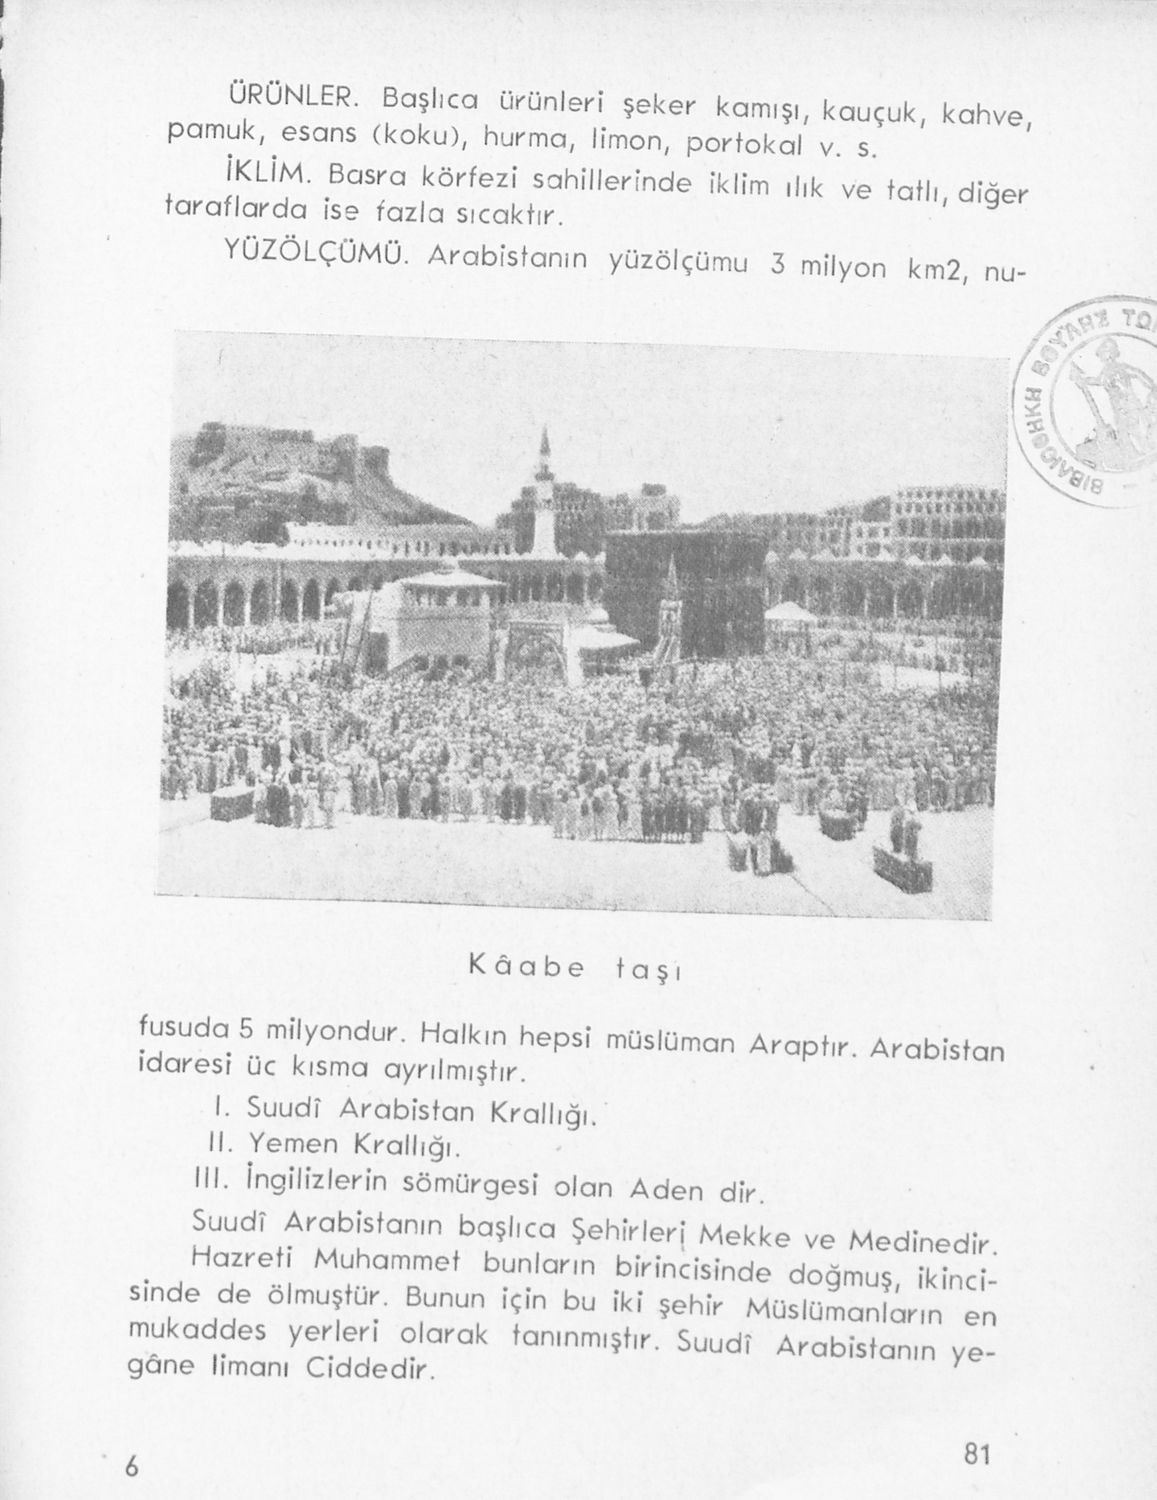 ÜRÜNLER. Başlıca ürünleri şeker kamışı, kauçuk, kahve,
pamuk, esans (koku), hurma, limon, portokal v. s.
İKLİM. Basra körfezi sahillerinde iklim ılık ve tatlı, diğer
taraflarda ise fazla sıcaktır.
YÜZÖLÇÜMÜ. Arabistanın yüzölçümu 3 milyon km2, nu-
ΒΙΒΛΙΟΘΗΚΗ ΒΟΥΛΗΣ ΤΩΝ
Kâabe taşı
fusuda 5 milyondur. Halkın hepsi müslüman Araptır. Arabistan
idaresi üc kısma ayrılmıştır.
I. Suudî Arabistan Krallığı.
II. Yemen Krallığı.
III. İngilizlerin sömürgesi olan Aden dir.
Suudî Arabistanın başlıca Şehirleri Mekke ve Medinedir.
Hazreti Muhammet bunların birincisinde doğmuş, ikinci-
sinde de ölmuştür. Bunun için bu iki şehir Müslümanların en
mukaddes yerleri olarak tanınmıştır. Suudî Arabistanın ye-
gâne limanı Ciddedir.
6
81